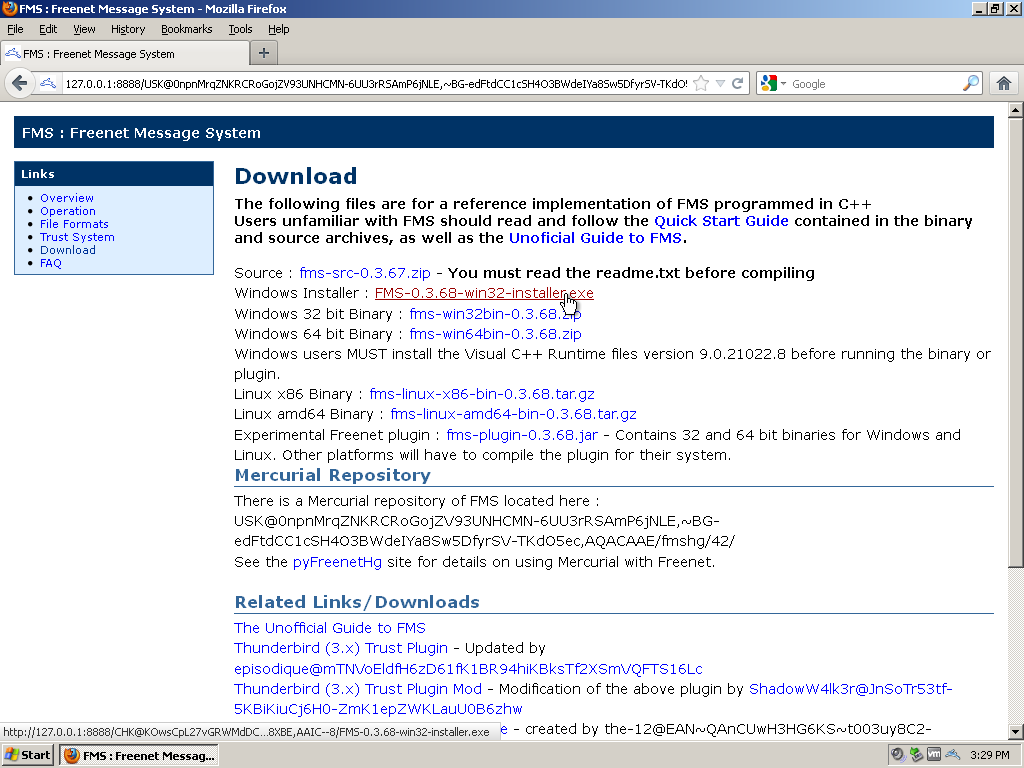 FMS : Freenet Message System - Mozilla Firefox
File Edit View History Bookmarks Tools Help
FMS : Freenet Message System
127.0.0.1:8888/USK@0npnMrqZNKRCRoGojZV93UNHCMN-6UU3rRSAmP6jNLE,~BG-edFtdCC1cSH4O3BWdeIYa8Sw5DfyrSV-TKdO! Google
FMS : Freenet Message System
Links
Overview
Operation
File Formats
Trust System
Download
FAQ
Download
The following files are for a reference implementation of FMS programmed in C++
Users unfamiliar with FMS should read and follow the Quick Start Guide contained in the binary
and source archives, as well as the Unoficial Guide to FMS.
Source : fms-src-0.3.67.zip - You must read the readme.txt before compiling
Windows Installer : FMS-0.3.68-win32-installer.exe
Windows 32 bit Binary : fms-win32bin-0.3.68.zip
Windows 64 bit Binary : fms-win64bin-0.3.68.zip
Windows users MUST install the Visual C++ Runtime files version 9.0.21022.8 before running the binary or
plugin.
Linux x86 Binary : fms-linux-x86-bin-0.3.68.tar.gz
Linux amd64 Binary : fms-linux-amd64-bin-0.3.68.tar.gz
Experimental Freenet plugin : fms-plugin-0.3.68.jar - Contains 32 and 64 bit binaries for Windows and
Linux. Other platforms will have to compile the plugin for their system.
Mercurial Repository
There is a Mercurial repository of FMS located here :
USK@0npnMrqZNKRCRoGojZV93UNHCMN-6UU3rRSAmP6jNLE,~BG-
edFtdCC1cSH4O3BWdeIYa8Sw5DfyrSV-TKdO5ec,AQACAAE/fmshg/42/
See the pyFreenetHg site for details on using Mercurial with Freenet.
Related Links/Downloads
The Unofficial Guide to FMS
Thunderbird (3.x) Trust Plugin - Updated by
episodique@mTNVoEldfH6zD61fK1BR94hiKBksTf2XSmVQFTS16Lc
Thunderbird (3.x) Trust Plugin Mod - Modification of the above plugin by ShadowW4lk3r@JnSoTr53tf-
5KBiKiuCj6H0-ZmK1epZWKLauU0B6zhw
- created by the-12@EAN~QAnCUwH3HG6KS~t003uy8C2-
http://127.0.0.1:8888/CHK@KOwsCpL27vGRWMdDC...8XBE,AAIC--8/FMS-0.3.68-win32-installer.exe
Start FMS : Freenet Messag... 3:29 PM